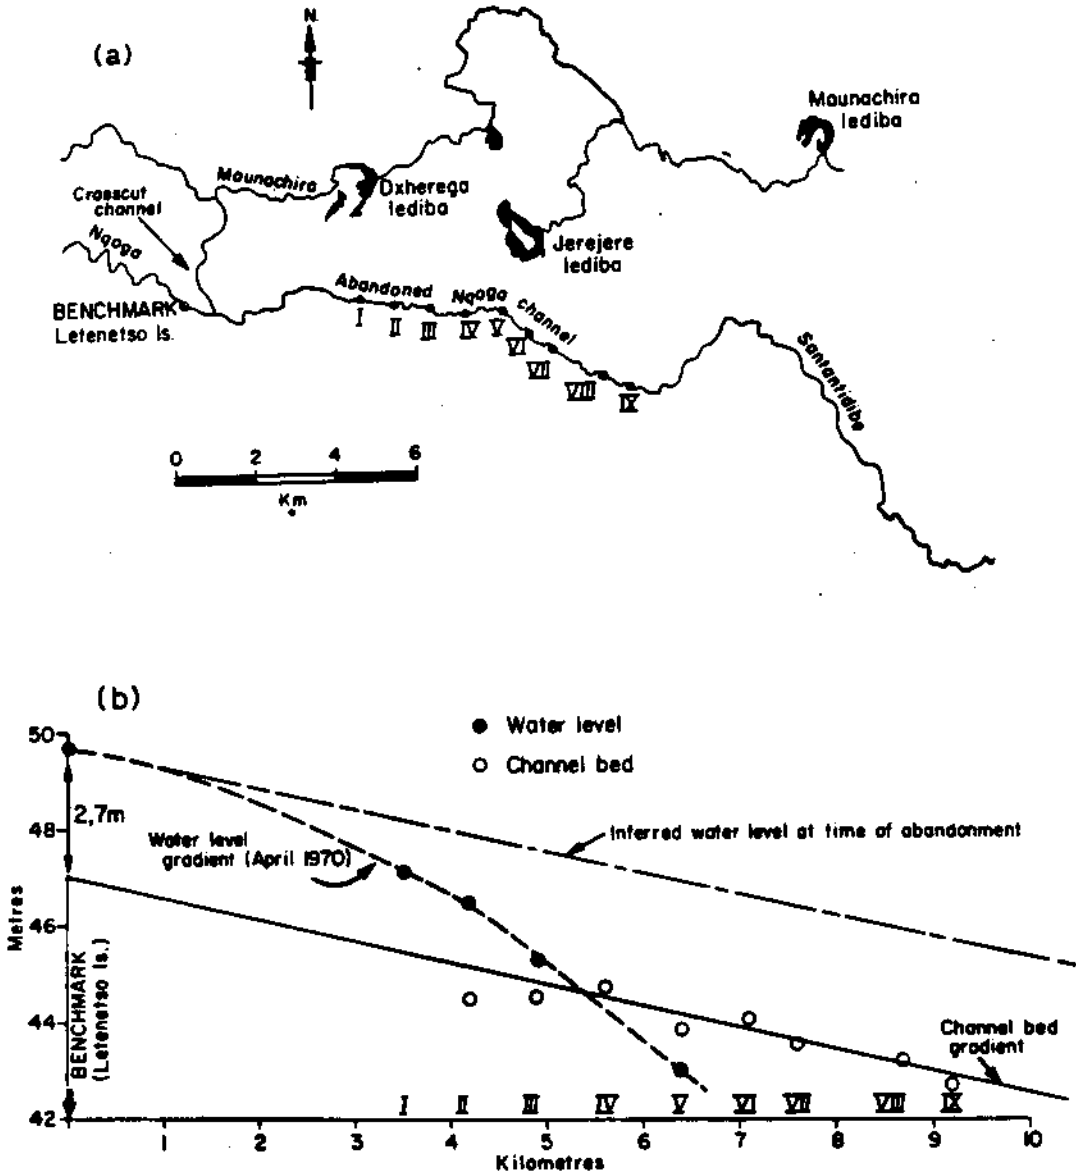 (a)
N
Maunachira
lediba
Maunachira
Dxherega
lediba
Crosscut
channel
Nqoga
Jerejere
lediba
BENCHMARK
Letenetso Is.
Abandoned Nqoga channel
I II III IV V VI VII VIII IX
Santantidibe
0 2 4 6
Km
(b)
Water level
Channel bed
50
48
46
44
42
Metres
2,7m
Water level
gradient (April 1970)
Inferred water level at time of abandonment
BENCHMARK
(Letenetso Is.)
Channel bed
gradient
I II III IV V VI VII VIII IX
1 2 3 4 5 6 7 8 9 10
Kilometres